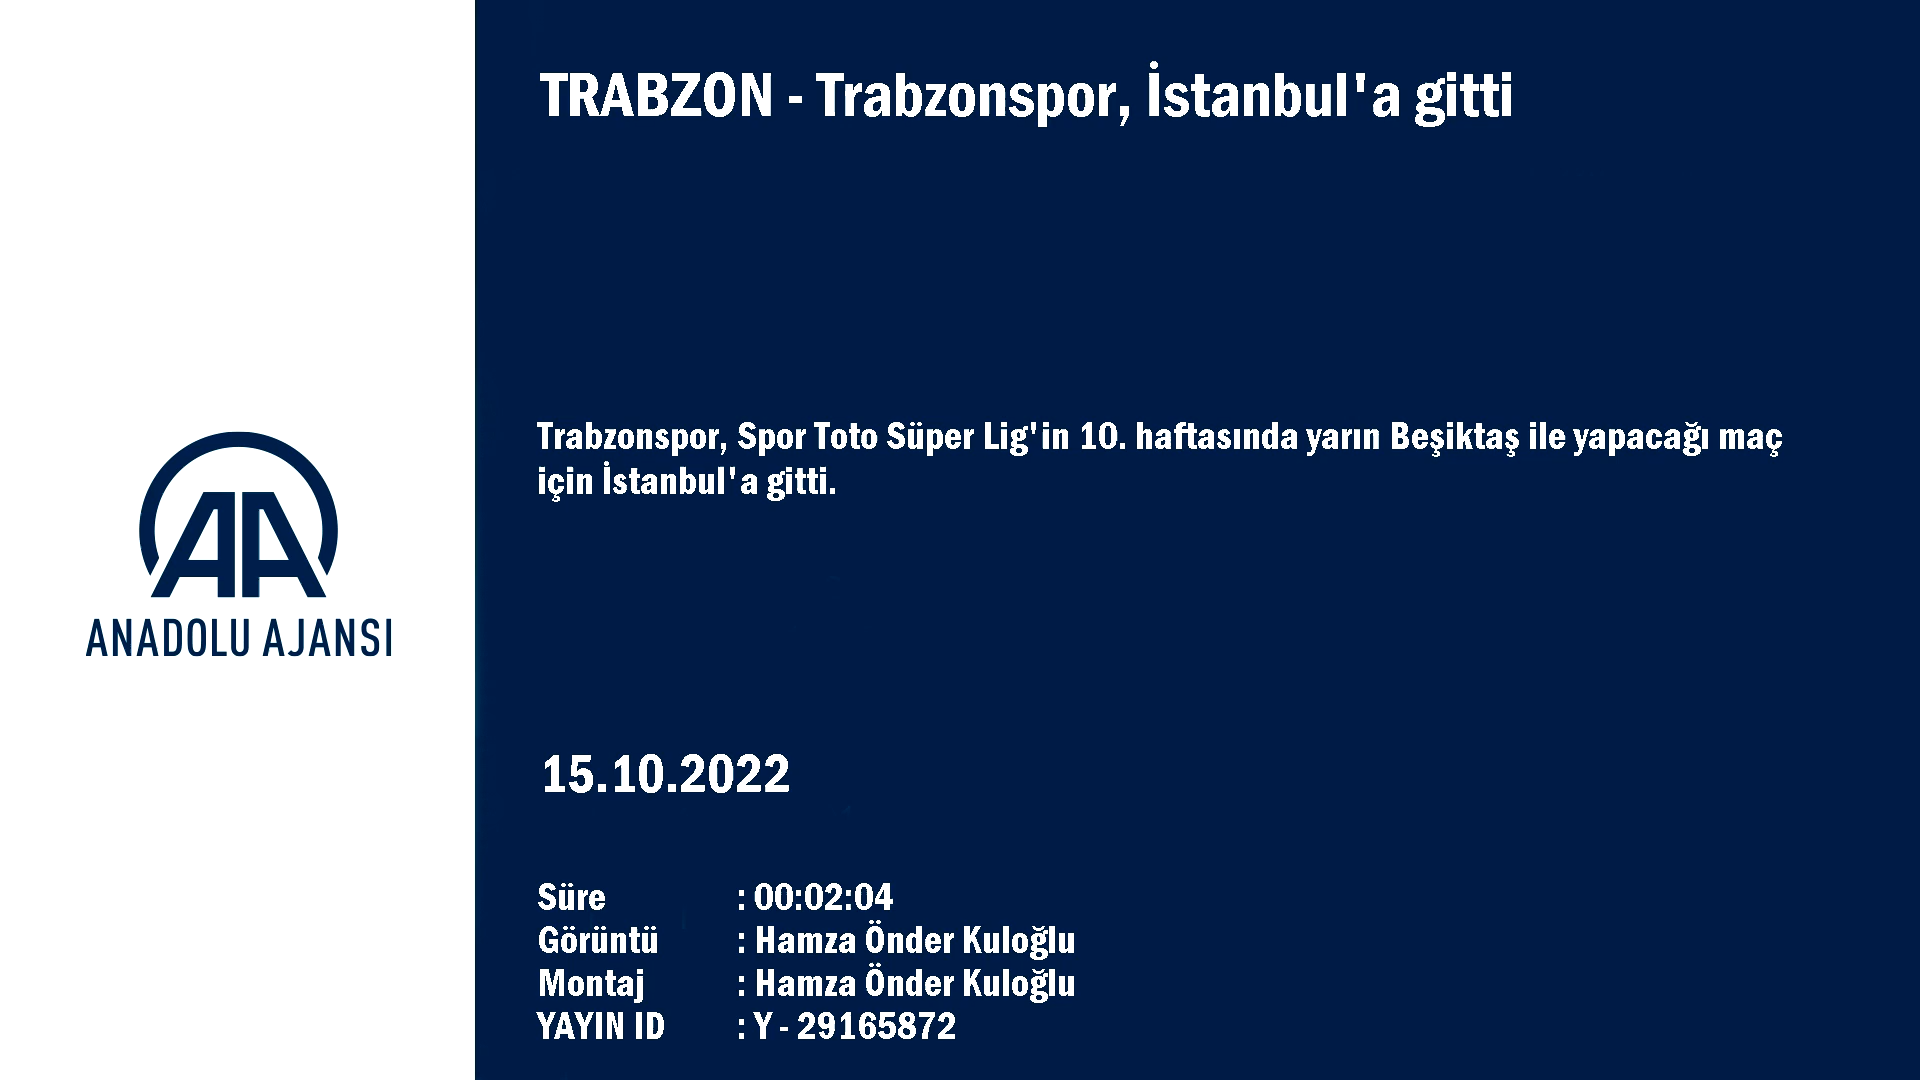 TRABZON - Trabzonspor, İstanbul'a gitti
Trabzonspor, Spor Toto Süper Lig'in 10. haftasında yarın Beşiktaş ile yapacağı maç
için İstanbul'a gitti.
AA
ANADOLU AJANSI
15.10.2022
Süre : 00:02:04
Görüntü : Hamza Önder Kuloğlu
Montaj : Hamza Önder Kuloğlu
YAYIN ID : Y - 29165872